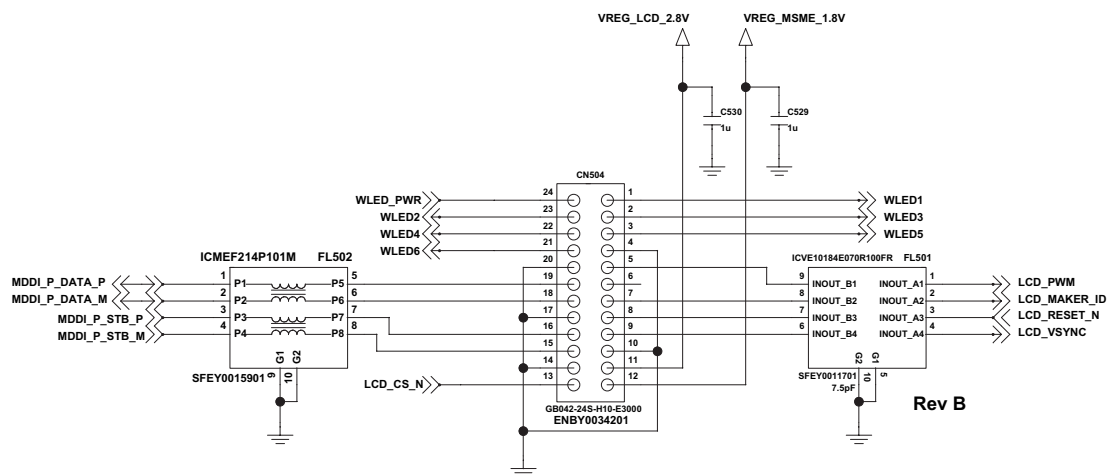 VREG_LCD_2.8V
VREG_MSME_1.8V
C530
1u
C529
1u
CN504
WLED_PWR
24
1
WLED1
WLED2
23
2
WLED3
WLED4
22
3
WLED5
WLED6
21
4
ICMEF214P101M
FL502
20
5
ICVE10184E070R100FR
FL501
MDDI_P_DATA_P
1
P1
P5
5
19
6
9
INOUT_B1
INOUT_A1
1
LCD_PWM
MDDI_P_DATA_M
2
P2
P6
6
18
7
8
INOUT_B2
INOUT_A2
2
LCD_MAKER_ID
MDDI_P_STB_P
3
P3
P7
7
17
8
7
INOUT_B3
INOUT_A3
3
LCD_RESET_N
MDDI_P_STB_M
4
P4
P8
8
16
9
6
INOUT_B4
INOUT_A4
4
LCD_VSYNC
15
10
G1
G2
14
11
G2
G1
SFEY0015901
9
10
LCD_CS_N
13
12
SFEY0011701
10
5
7.5pF
GB042-24S-H10-E3000
ENBY0034201
Rev B